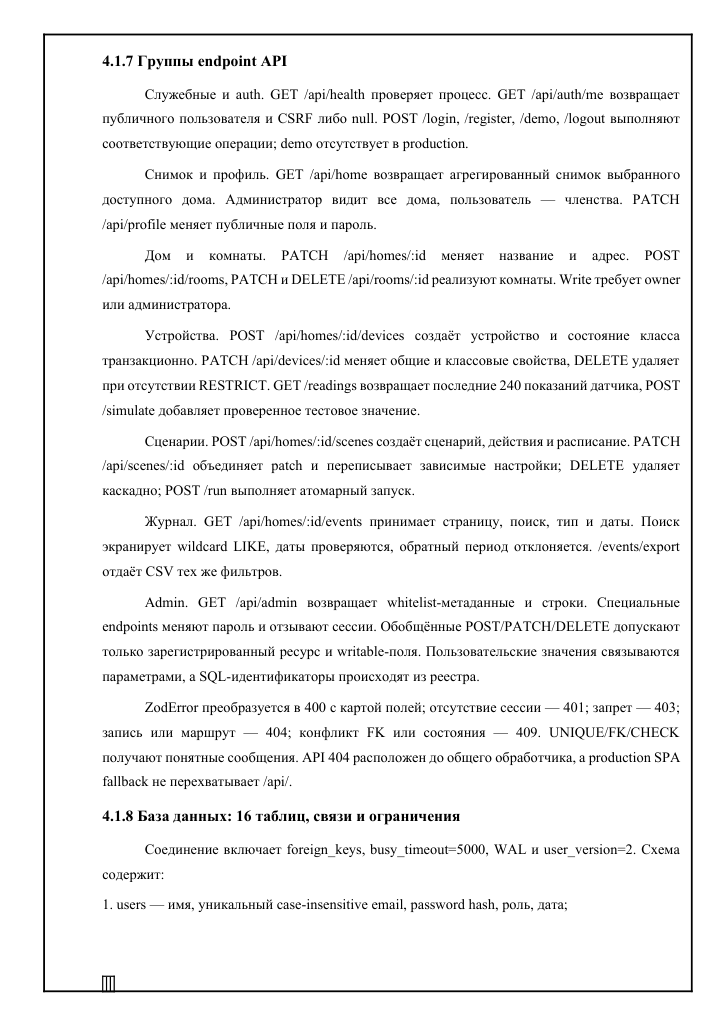 4.1.7 Группы endpoint API
Служебные и auth. GET /api/health проверяет процесс. GET /api/auth/me возвращает
публичного пользователя и CSRF либо null. POST /login, /register, /demo, /logout выполняют
соответствующие операции; demo отсутствует в production.
Снимок и профиль. GET /api/home возвращает агрегированный снимок выбранного
доступного дома. Администратор видит все дома, пользователь — членства. PATCH
/api/profile меняет публичные поля и пароль.
Дом и комнаты. PATCH /api/homes/:id меняет название и адрес. POST
/api/homes/:id/rooms, PATCH и DELETE /api/rooms/:id реализуют комнаты. Write требует owner
или администратора.
Устройства. POST /api/homes/:id/devices создаёт устройство и состояние класса
транзакционно. PATCH /api/devices/:id меняет общие и классовые свойства, DELETE удаляет
при отсутствии RESTRICT. GET /readings возвращает последние 240 показаний датчика, POST
/simulate добавляет проверенное тестовое значение.
Сценарии. POST /api/homes/:id/scenes создаёт сценарий, действия и расписание. PATCH
/api/scenes/:id объединяет patch и переписывает зависимые настройки; DELETE удаляет
каскадно; POST /run выполняет атомарный запуск.
Журнал. GET /api/homes/:id/events принимает страницу, поиск, тип и даты. Поиск
экранирует wildcard LIKE, даты проверяются, обратный период отклоняется. /events/export
отдаёт CSV тех же фильтров.
Admin. GET /api/admin возвращает whitelist-метаданные и строки. Специальные
endpoints меняют пароль и отзывают сессии. Обобщённые POST/PATCH/DELETE допускают
только зарегистрированный ресурс и writable-поля. Пользовательские значения связываются
параметрами, а SQL-идентификаторы происходят из реестра.
ZodError преобразуется в 400 с картой полей; отсутствие сессии — 401; запрет — 403;
запись или маршрут — 404; конфликт FK или состояния — 409. UNIQUE/FK/CHECK
получают понятные сообщения. API 404 расположен до общего обработчика, а production SPA
fallback не перехватывает /api/.
4.1.8 База данных: 16 таблиц, связи и ограничения
Соединение включает foreign_keys, busy_timeout=5000, WAL и user_version=2. Схема
содержит:
1. users — имя, уникальный case-insensitive email, password hash, роль, дата;